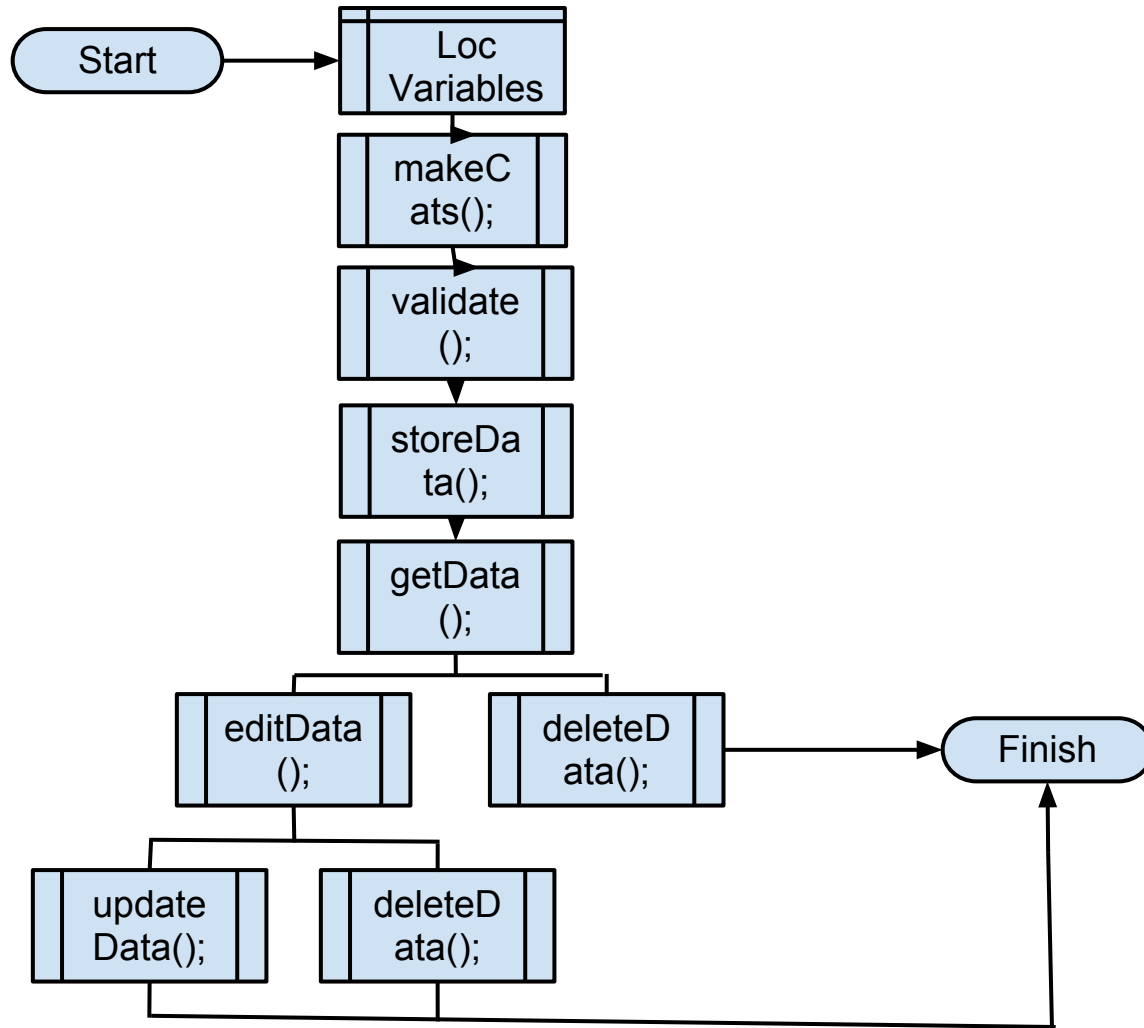 Start
Loc
Variables
makeC
ats();
validate
();
storeDa
ta();
getData
();
editData
();
deleteD
ata();
Finish
update
Data();
deleteD
ata();